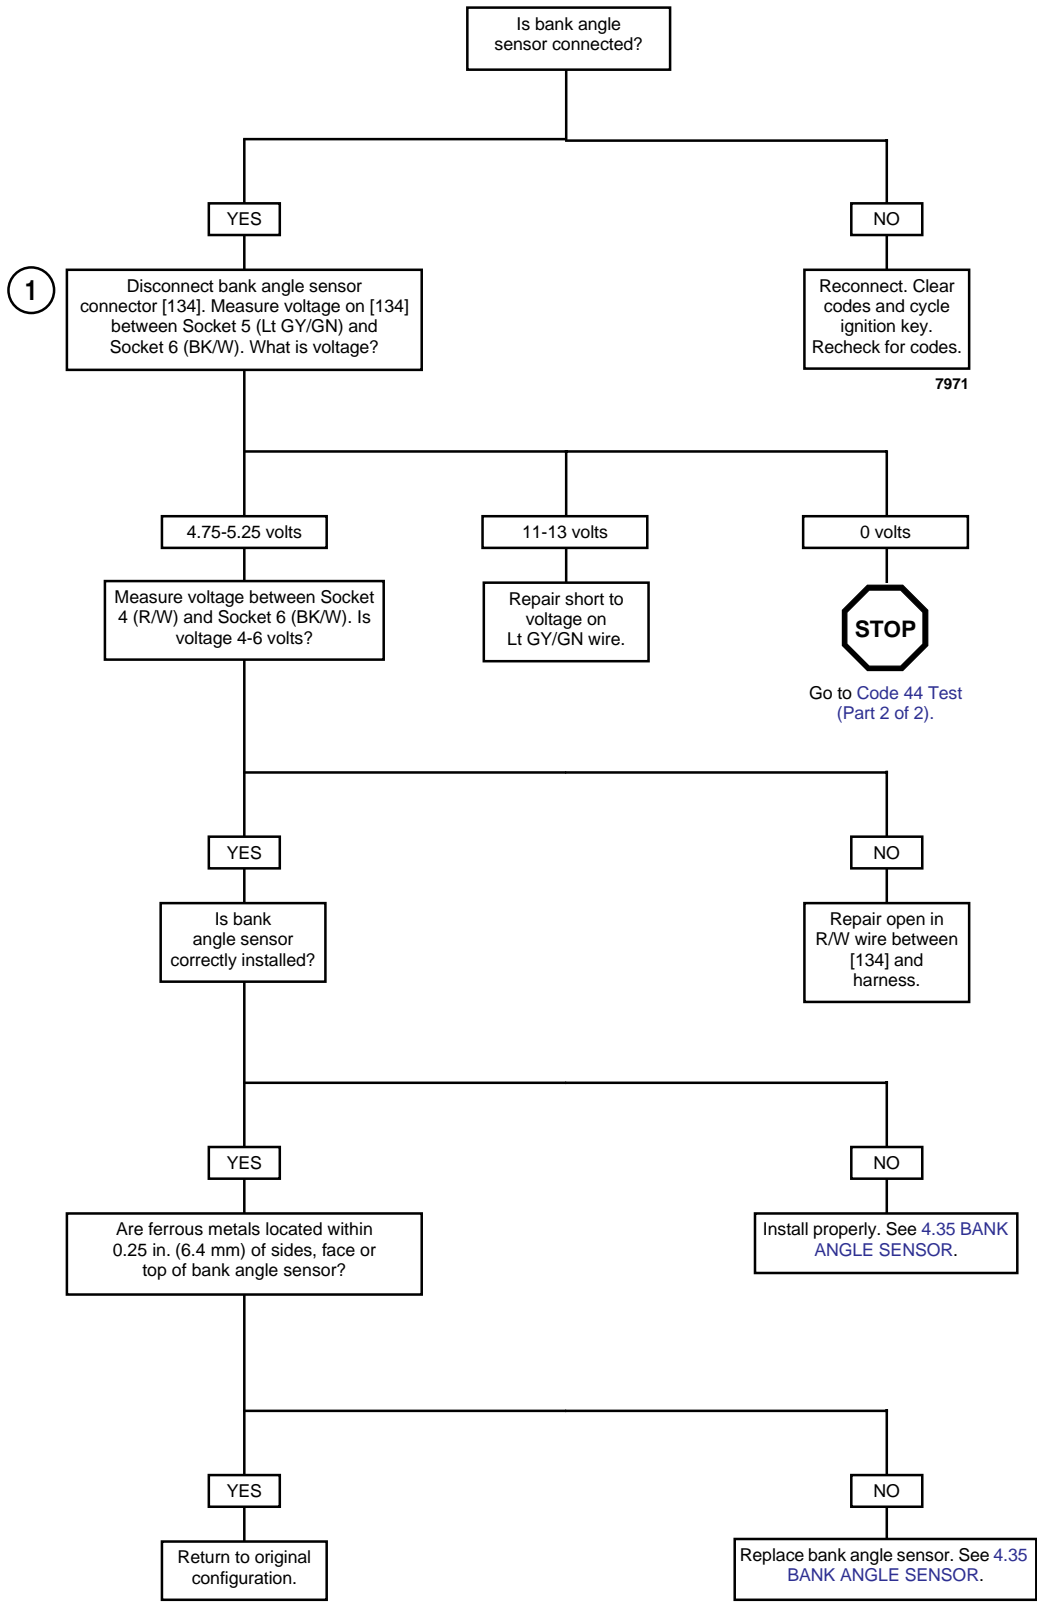 Is bank angle
sensor connected?
YES
NO
1
Disconnect bank angle sensor
connector [134]. Measure voltage on [134]
between Socket 5 (Lt GY/GN) and
Socket 6 (BK/W). What is voltage?
Reconnect. Clear
codes and cycle
ignition key.
Recheck for codes.
7971
4.75-5.25 volts
11-13 volts
0 volts
Measure voltage between Socket
4 (R/W) and Socket 6 (BK/W). Is
voltage 4-6 volts?
Repair short to
voltage on
Lt GY/GN wire.
STOP
Go to Code 44 Test
(Part 2 of 2).
YES
NO
Is bank
angle sensor
correctly installed?
Repair open in
R/W wire between
[134] and
harness.
YES
NO
Are ferrous metals located within
0.25 in. (6.4 mm) of sides, face or
top of bank angle sensor?
Install properly. See 4.35 BANK
ANGLE SENSOR.
YES
NO
Return to original
configuration.
Replace bank angle sensor. See 4.35
BANK ANGLE SENSOR.